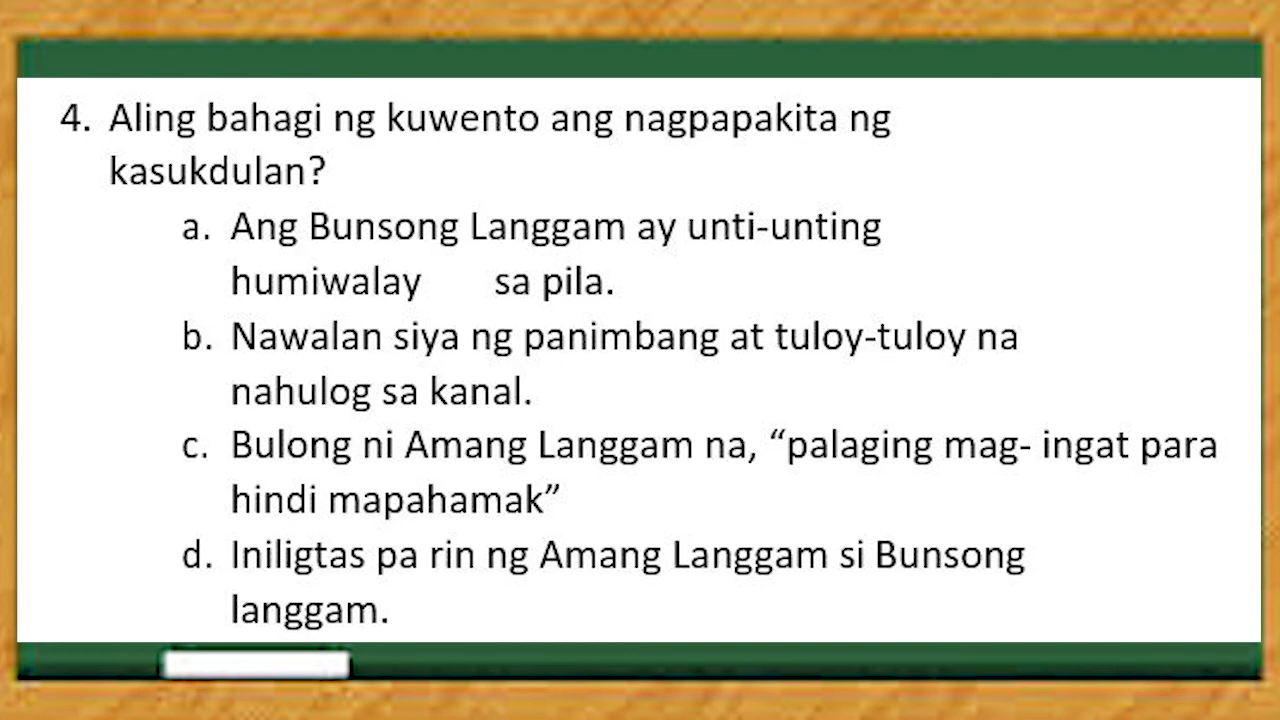 4. Aling bahagi ng kuwento ang nagpapakita ng
kasukdulan?
a. Ang Bunsong Langgam ay unti-unting
humiwalay sa pila.
b. Nawalan siya ng panimbang at tuloy-tuloy na
nahulog sa kanal.
c. Bulong ni Amang Langgam na, “palaging mag- ingat para
hindi mapahamak”
d. Iniligtas pa rin ng Amang Langgam si Bunsong
langgam.